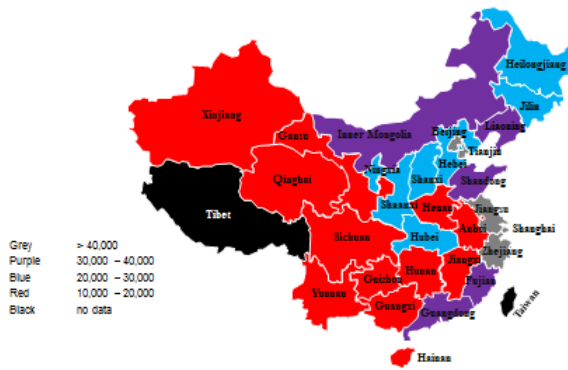 Heilongjiang
Jilin
Xinjiang
Gansu
Inner Mongolia
Beijing
Liaoning
Tianjin
Ningxia
Hebei
Qinghai
Shanxi
Shandong
Shaanxi
Henan
Jiangsu
Tibet
Anhui
Shanghai
Sichuan
Hubei
Zhejiang
Hunan
Jiangxi
Guizhou
Fujian
Yunnan
Guangxi
Guangdong
Taiwan
Hainan
Grey > 40,000
Purple 30,000 – 40,000
Blue 20,000 – 30,000
Red 10,000 – 20,000
Black no data